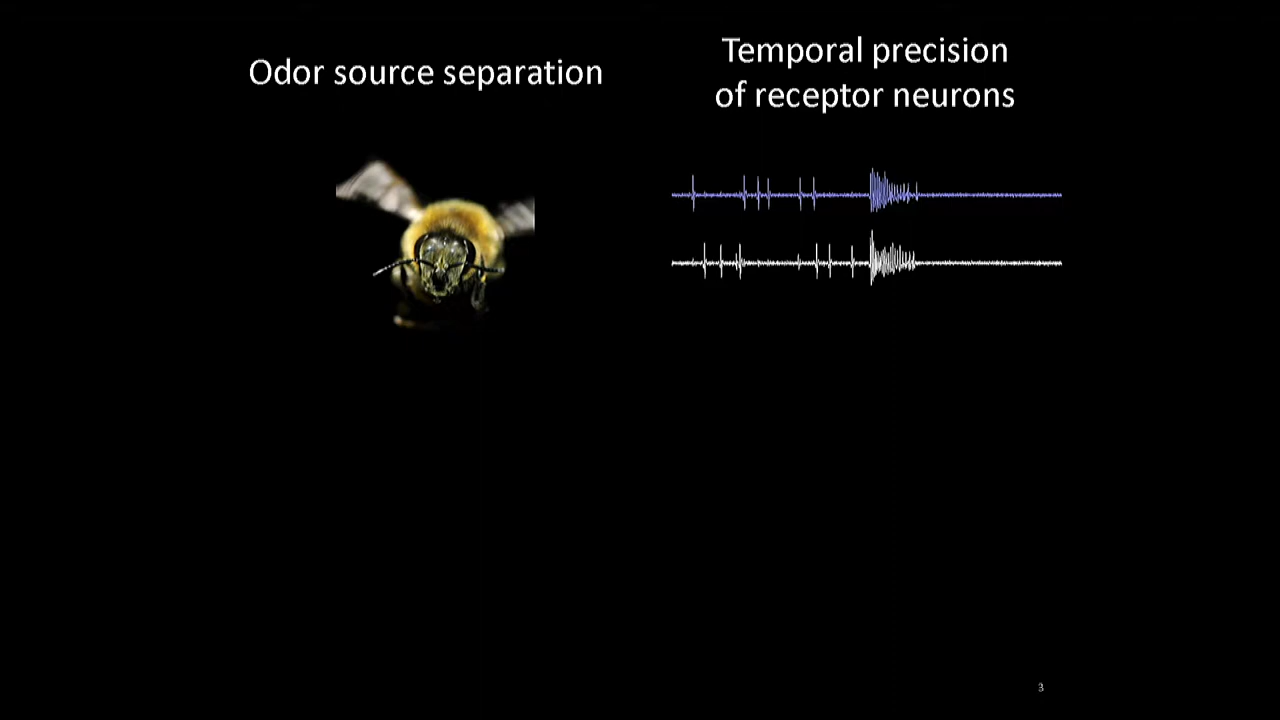 Odor source separation
Temporal precision
of receptor neurons
3